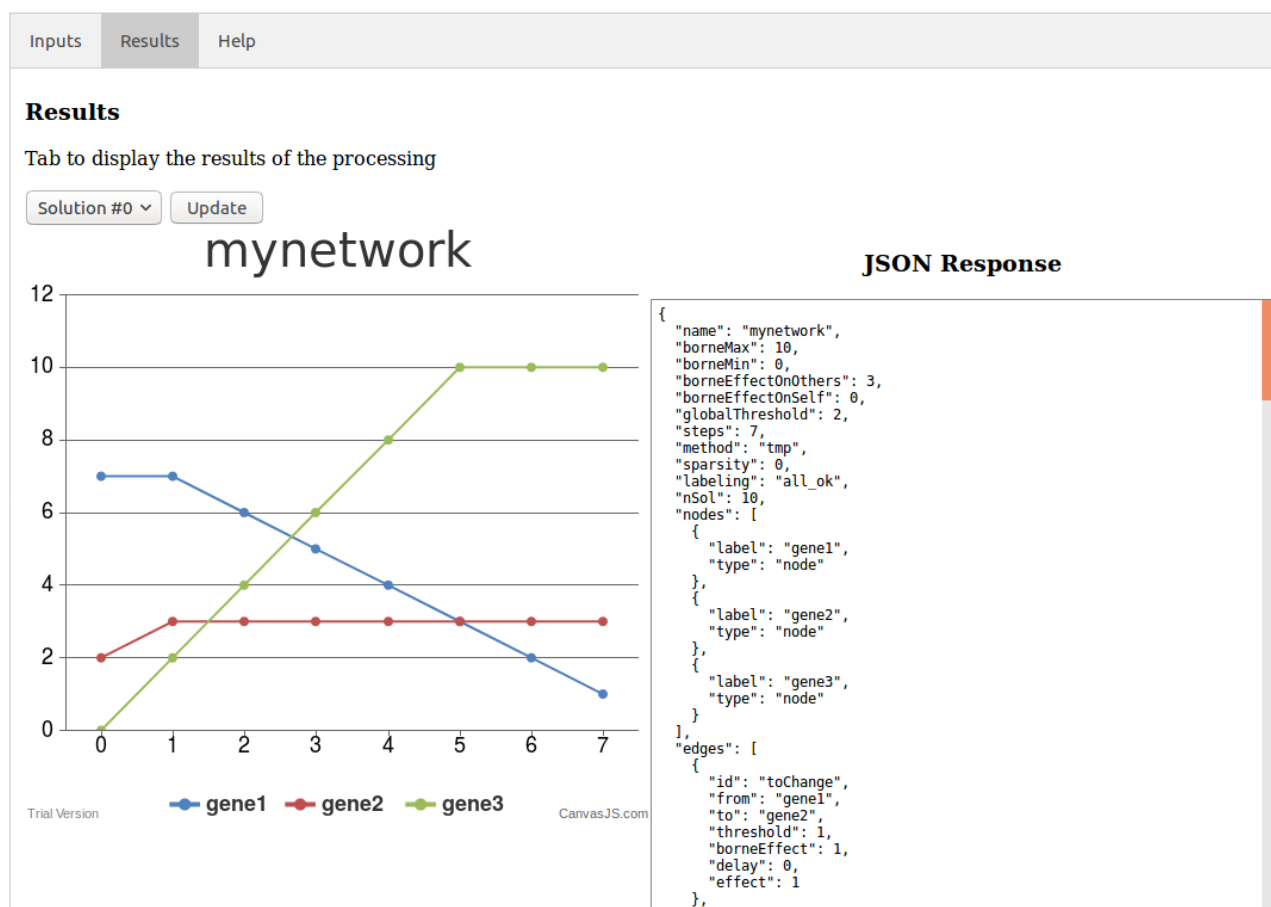 Inputs Results Help
Results
Tab to display the results of the processing
Solution #0 Update
mynetwork
12
10
8
6
4
2
0
0 1 2 3 4 5 6 7
gene1 gene2 gene3
Trial Version
CanvasJS.com
JSON Response
{
  "name": "mynetwork",
  "borneMax": 10,
  "borneMin": 0,
  "borneEffectOnOthers": 3,
  "borneEffectOnSelf": 0,
  "globalThreshold": 2,
  "steps": 7,
  "method": "tmp",
  "sparsity": 0,
  "labeling": "all_ok",
  "nSol": 10,
  "nodes": [
    {
      "label": "gene1",
      "type": "node"
    },
    {
      "label": "gene2",
      "type": "node"
    },
    {
      "label": "gene3",
      "type": "node"
    }
  ],
  "edges": [
    {
      "id": "toChange",
      "from": "gene1",
      "to": "gene2",
      "threshold": 1,
      "borneEffect": 1,
      "delay": 0,
      "effect": 1
    },